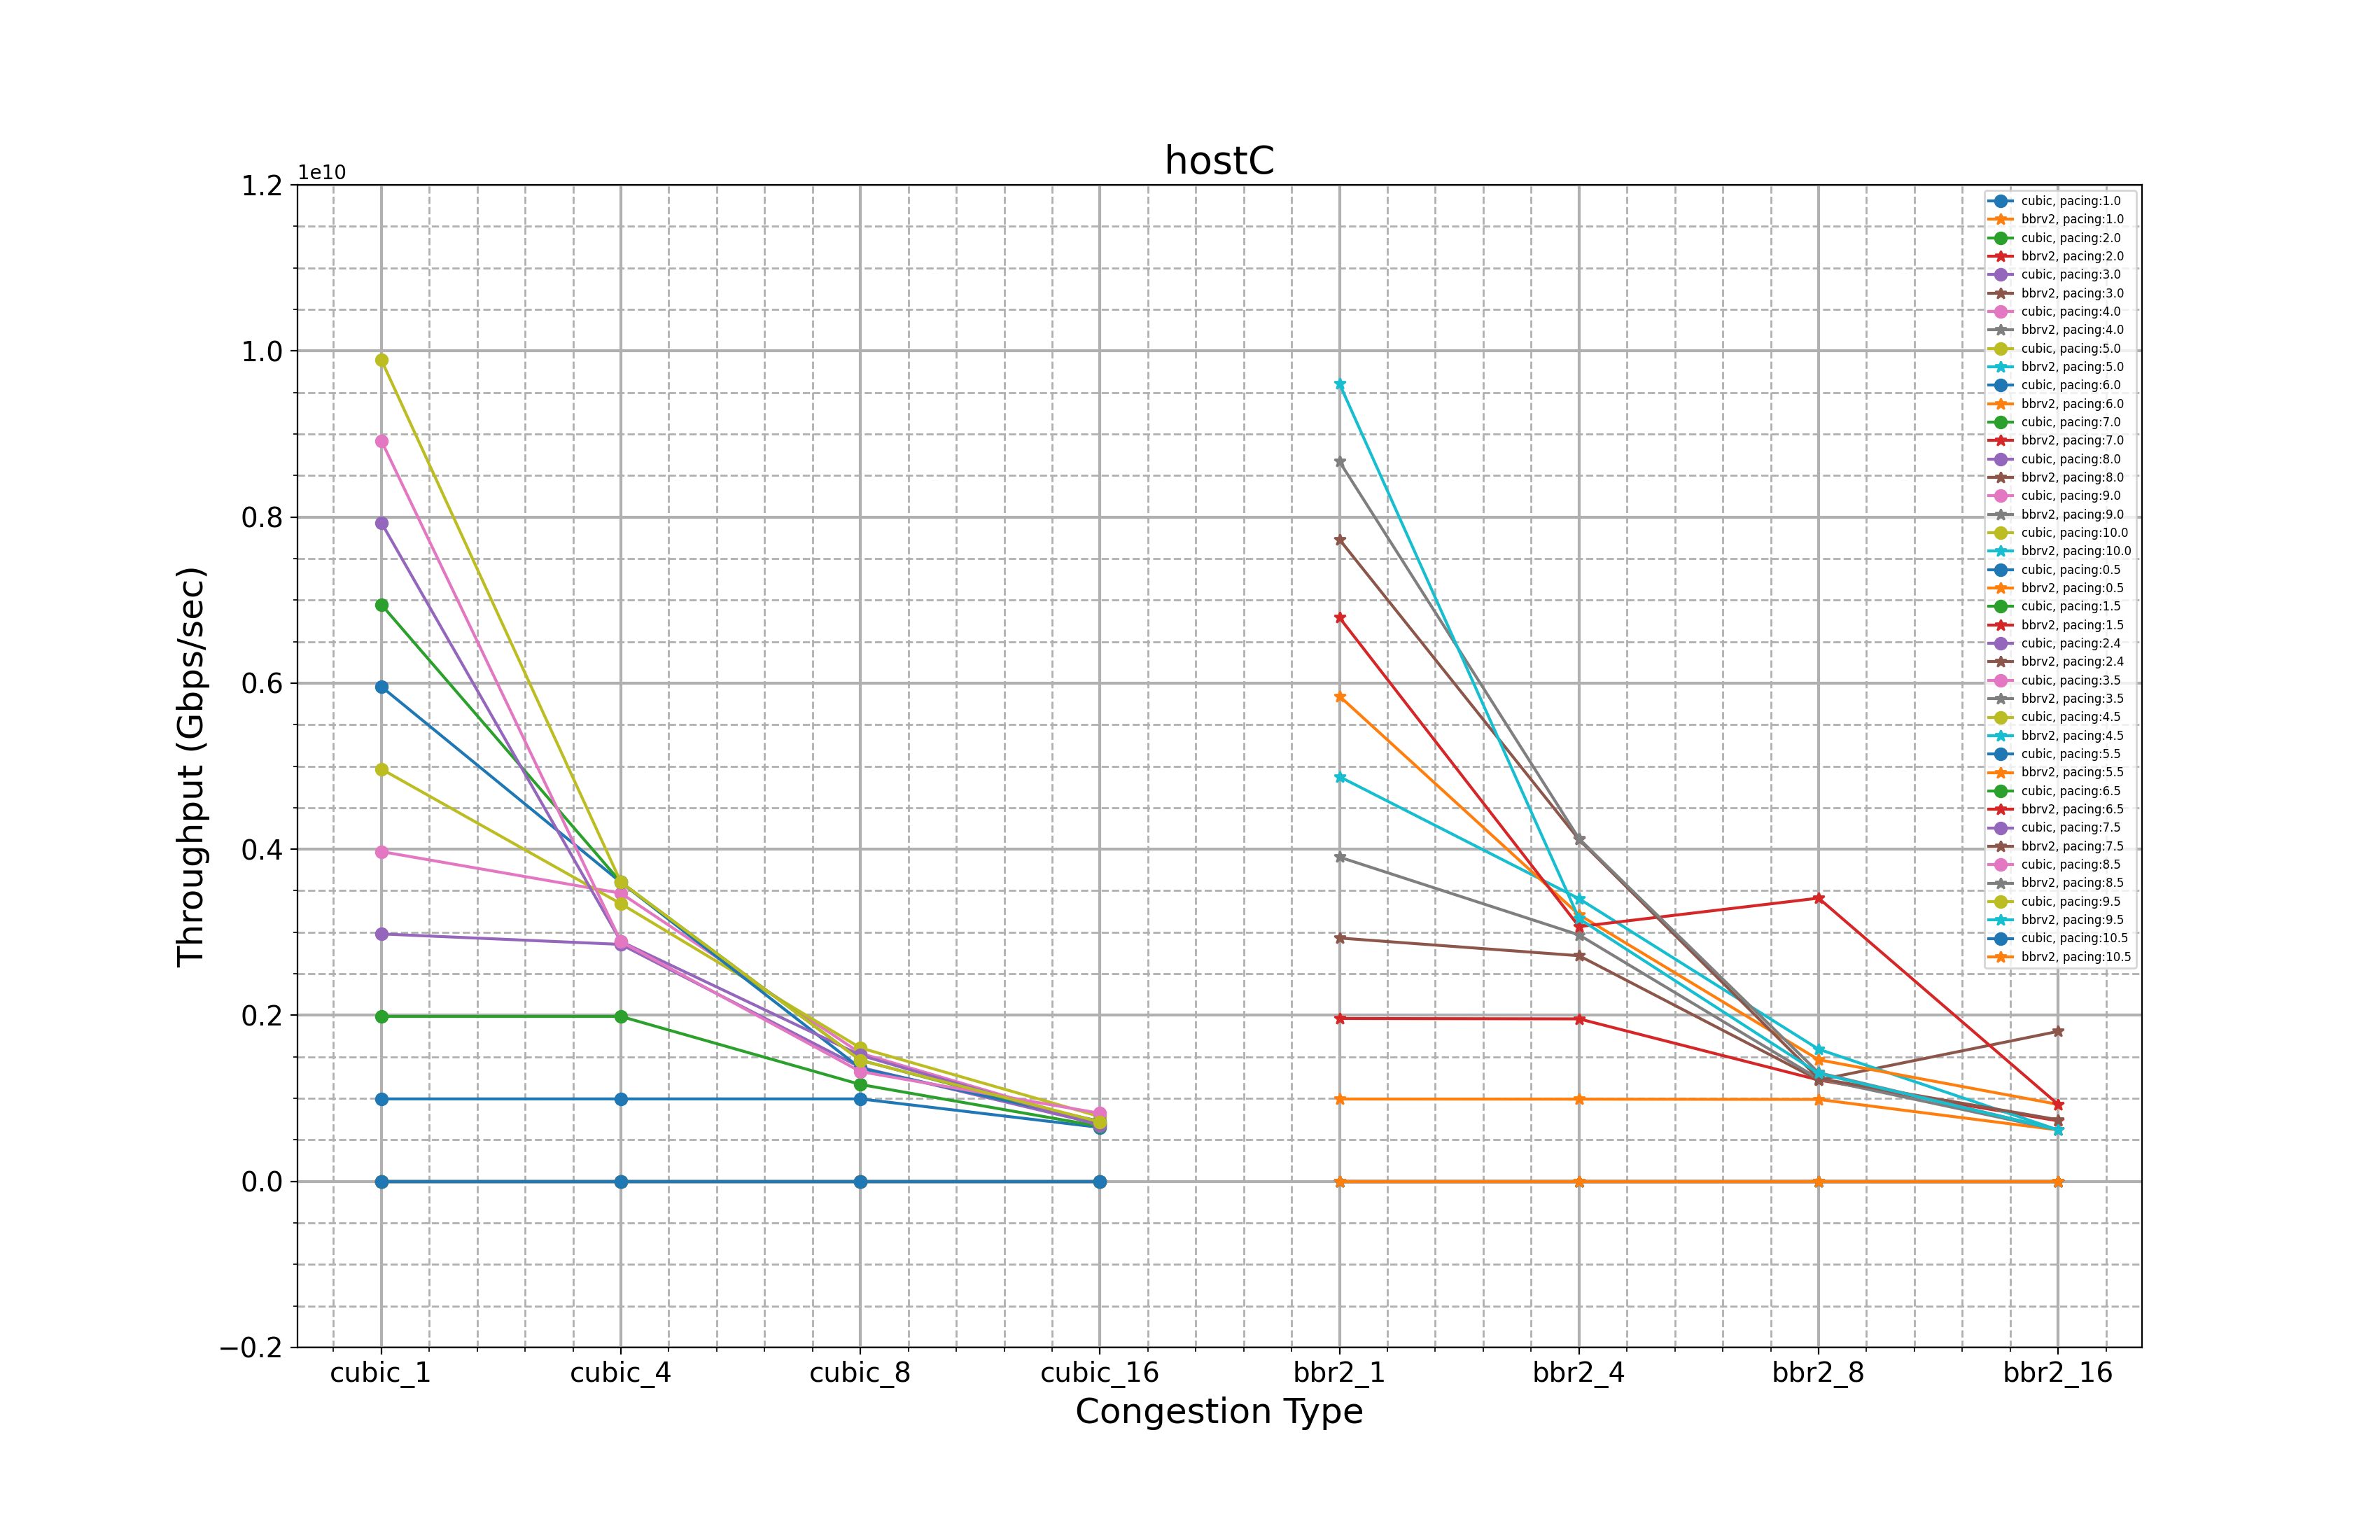 hostC
1e10
1.2
1.0
0.8
0.6
0.4
0.2
0.0
−0.2
Throughput (Gbps/sec)
cubic, pacing:1.0
bbrv2, pacing:1.0
cubic, pacing:2.0
bbrv2, pacing:2.0
cubic, pacing:3.0
bbrv2, pacing:3.0
cubic, pacing:4.0
bbrv2, pacing:4.0
cubic, pacing:5.0
bbrv2, pacing:5.0
cubic, pacing:6.0
bbrv2, pacing:6.0
cubic, pacing:7.0
bbrv2, pacing:7.0
cubic, pacing:8.0
bbrv2, pacing:8.0
cubic, pacing:9.0
bbrv2, pacing:9.0
cubic, pacing:10.0
bbrv2, pacing:10.0
cubic, pacing:0.5
bbrv2, pacing:0.5
cubic, pacing:1.5
bbrv2, pacing:1.5
cubic, pacing:2.4
bbrv2, pacing:2.4
cubic, pacing:3.5
bbrv2, pacing:3.5
cubic, pacing:4.5
bbrv2, pacing:4.5
cubic, pacing:5.5
bbrv2, pacing:5.5
cubic, pacing:6.5
bbrv2, pacing:6.5
cubic, pacing:7.5
bbrv2, pacing:7.5
cubic, pacing:8.5
bbrv2, pacing:8.5
cubic, pacing:9.5
bbrv2, pacing:9.5
cubic, pacing:10.5
bbrv2, pacing:10.5
cubic_1 cubic_4 cubic_8 cubic_16 bbr2_1 bbr2_4 bbr2_8 bbr2_16
Congestion Type